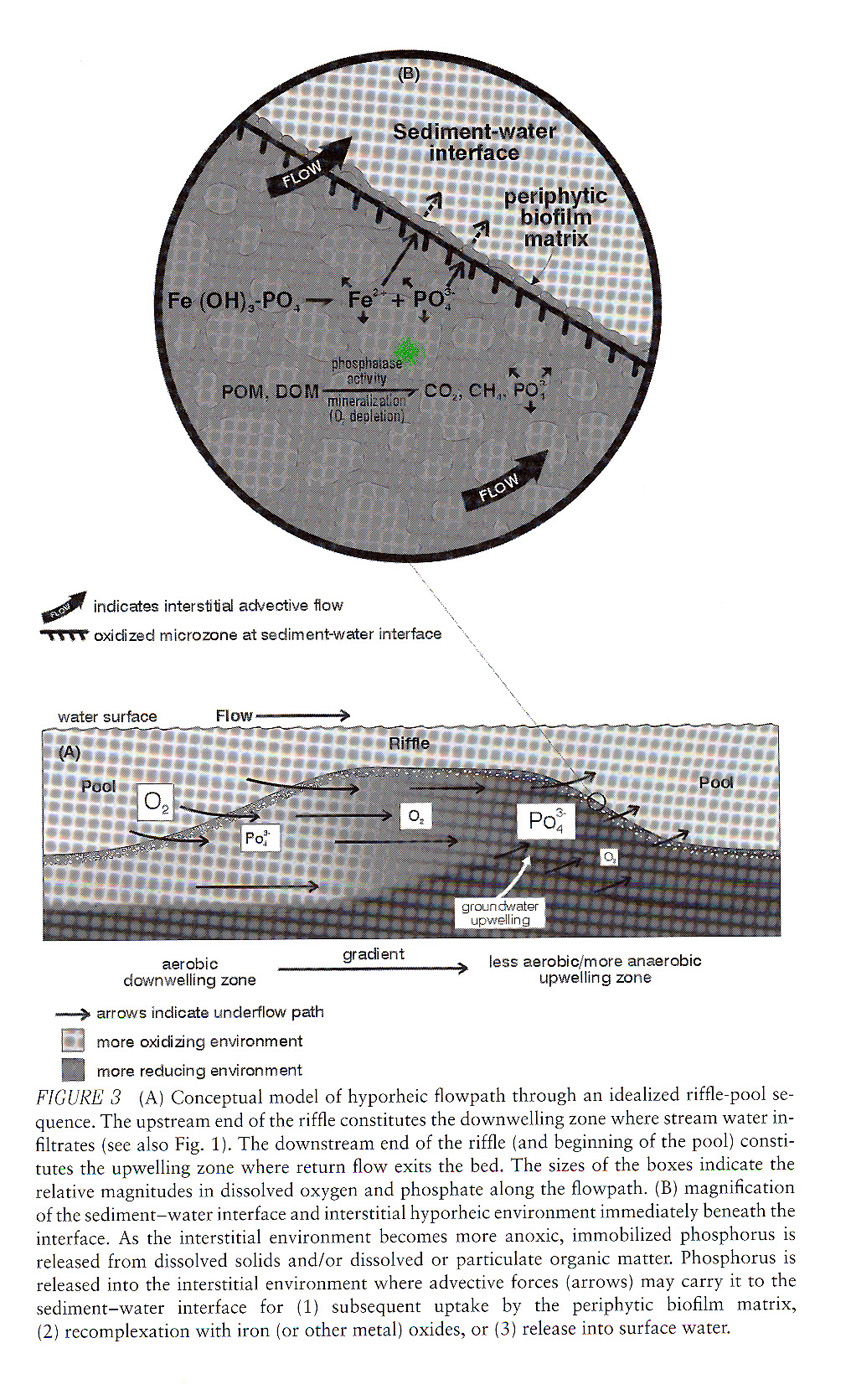 (B)
Sediment-water
interface
FLOW
periphytic
biofilm
matrix
Fe (OH)₃-PO₄ → Fe²⁺ + PO₄³⁻
phosphatase
activity
POM, DOM → CO₂, CH₄, PO₄³⁻
mineralization
(O₂ depletion)
FLOW
FLOW indicates interstitial advective flow
oxidized microzone at sediment-water interface
water surface Flow
(A)
Riffle
Pool
Pool
O₂
O₂
Po₄³⁻
Po₄³⁻
O₂
groundwater
upwelling
gradient
aerobic
downwelling zone
less aerobic/more anaerobic
upwelling zone
arrows indicate underflow path
more oxidizing environment
more reducing environment
FIGURE 3 (A) Conceptual model of hyporheic flowpath through an idealized riffle-pool se-
quence. The upstream end of the riffle constitutes the downwelling zone where stream water in-
filtrates (see also Fig. 1). The downstream end of the riffle (and beginning of the pool) consti-
tutes the upwelling zone where return flow exits the bed. The sizes of the boxes indicate the
relative magnitudes in dissolved oxygen and phosphate along the flowpath. (B) magnification
of the sediment–water interface and interstitial hyporheic environment immediately beneath the
interface. As the interstitial environment becomes more anoxic, immobilized phosphorus is
released from dissolved solids and/or dissolved or particulate organic matter. Phosphorus is
released into the interstitial environment where advective forces (arrows) may carry it to the
sediment–water interface for (1) subsequent uptake by the periphytic biofilm matrix,
(2) recomplexation with iron (or other metal) oxides, or (3) release into surface water.